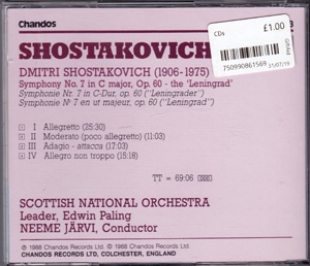 Chandos
CDs
£1.00
SHOSTAKOVICH
750990861569
21/07/19
DMITRI SHOSTAKOVICH (1906-1975)
Symphony No. 7 in C major, Op. 60 - the 'Leningrad'
Symphonie Nr. 7 in C-Dur, op. 60 ("Leningrader")
Symphonie Nº 7 en ut majeur, op. 60 ("Leningrad")
I Allegretto (25:30)
II Moderato (poco allegretto) (11:03)
III Adagio - attacca (17:03)
IV Allegro non troppo (15:18)
TT = 69:06
SCOTTISH NATIONAL ORCHESTRA
Leader, Edwin Paling
NEEME JÄRVI, Conductor
℗ 1988 Chandos Records Ltd. © 1988 Chandos Records Ltd.
CHANDOS RECORDS LTD, COLCHESTER, ENGLAND